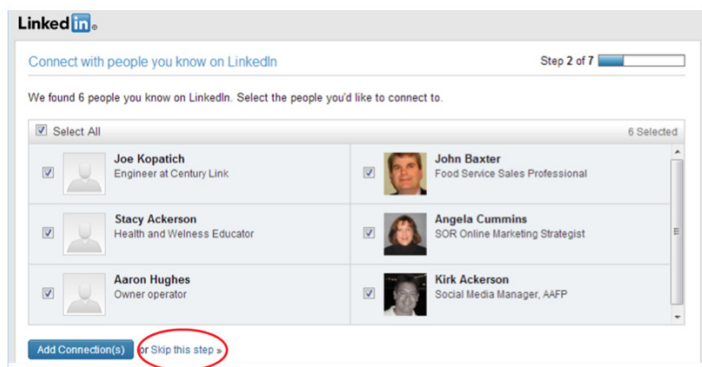 Linked in
Connect with people you know on LinkedIn
Step 2 of 7
We found 6 people you know on LinkedIn. Select the people you'd like to connect to.
Select All
6 Selected
Joe Kopatich
Engineer at Century Link
John Baxter
Food Service Sales Professional
Stacy Ackerson
Health and Welness Educator
Angela Cummins
SOR Online Marketing Strategist
Aaron Hughes
Owner operator
Kirk Ackerson
Social Media Manager, AAFP
Add Connection(s) or Skip this step »